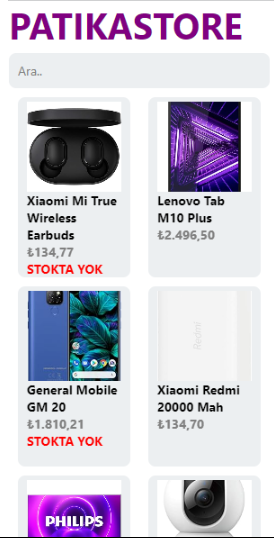 PATIKASTORE
Ara..
Xiaomi Mi True
Wireless
Earbuds
₺134,77
STOKTA YOK
Lenovo Tab
M10 Plus
₺2.496,50
General Mobile
GM 20
₺1.810,21
STOKTA YOK
Redmi
Xiaomi Redmi
20000 Mah
₺134,70
PHILIPS